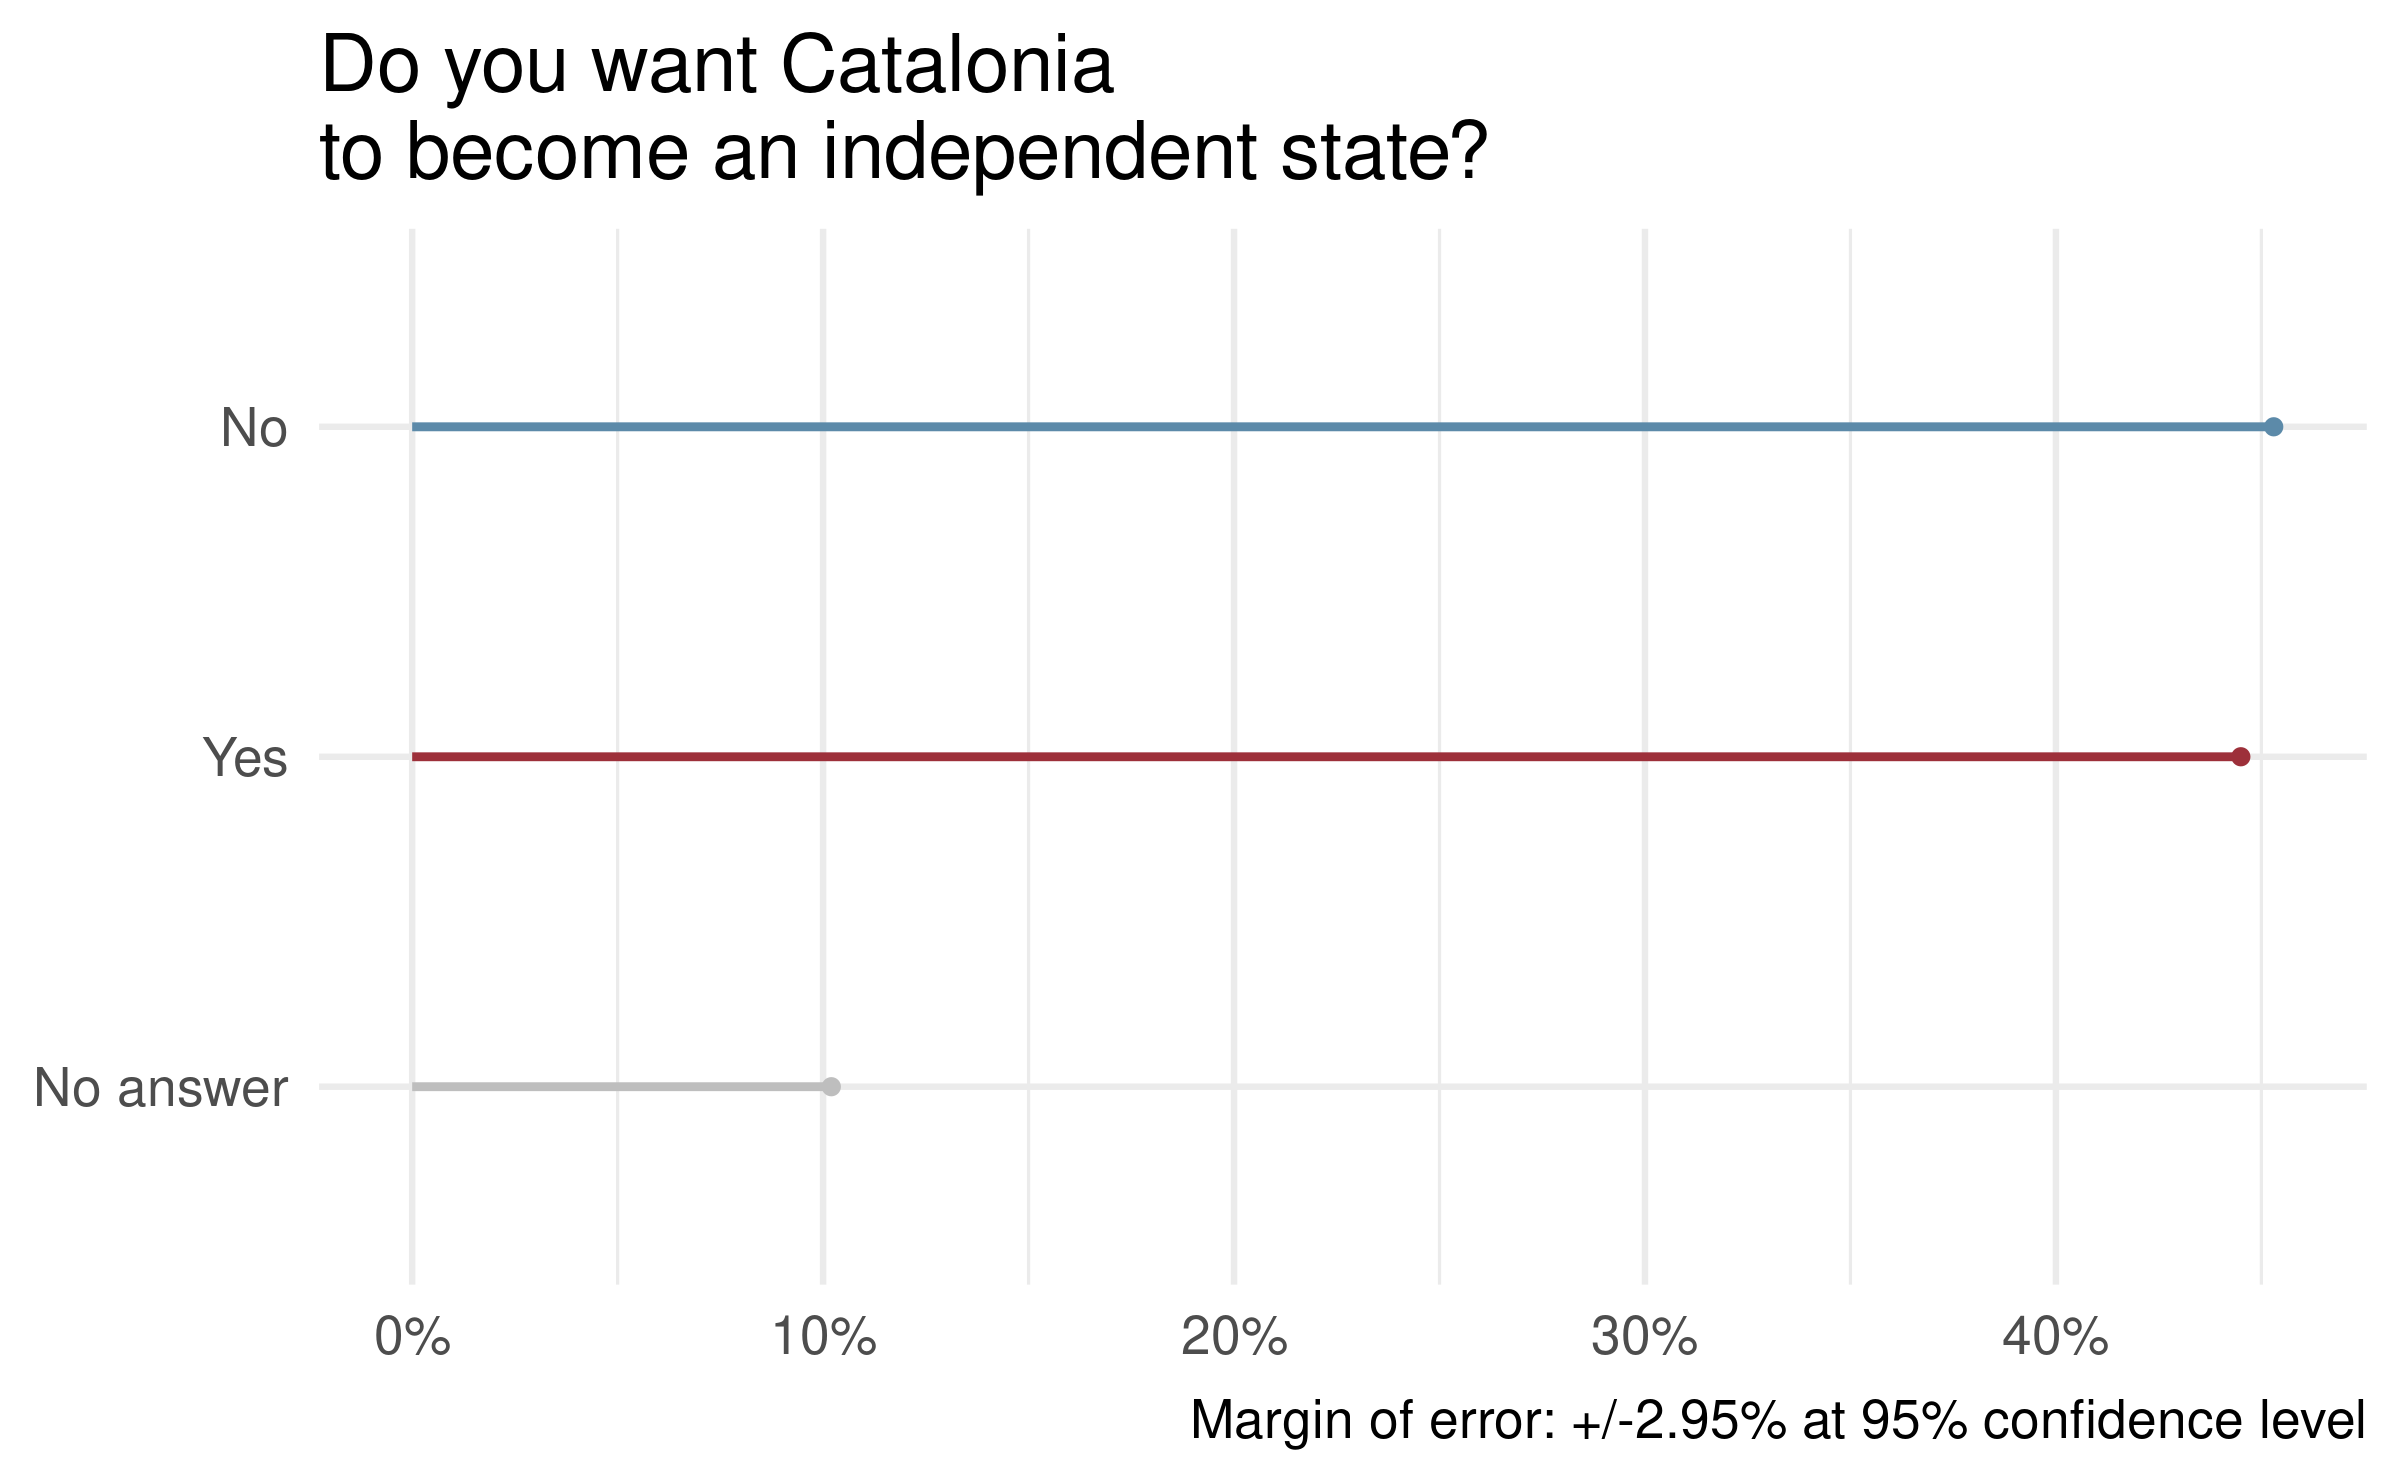 Do you want Catalonia
to become an independent state?
No
Yes
No answer
0% 10% 20% 30% 40%
Margin of error: +/-2.95% at 95% confidence level